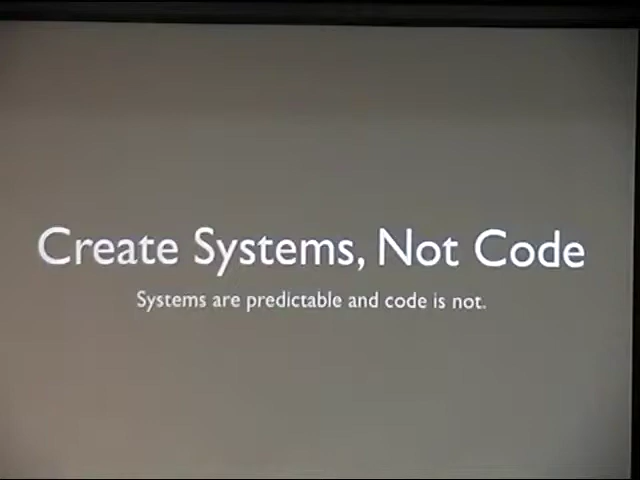 Create Systems, Not Code
Systems are predictable and code is not.